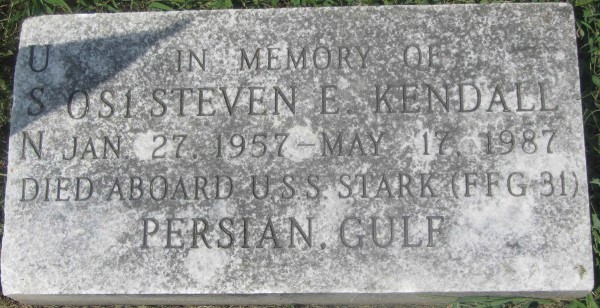 U IN MEMORY OF
S OS1 STEVEN E. KENDALL
N JAN 27, 1957 - MAY 17, 1987
DIED ABOARD U.S.S. STARK (FFG-31)
PERSIAN, GULF